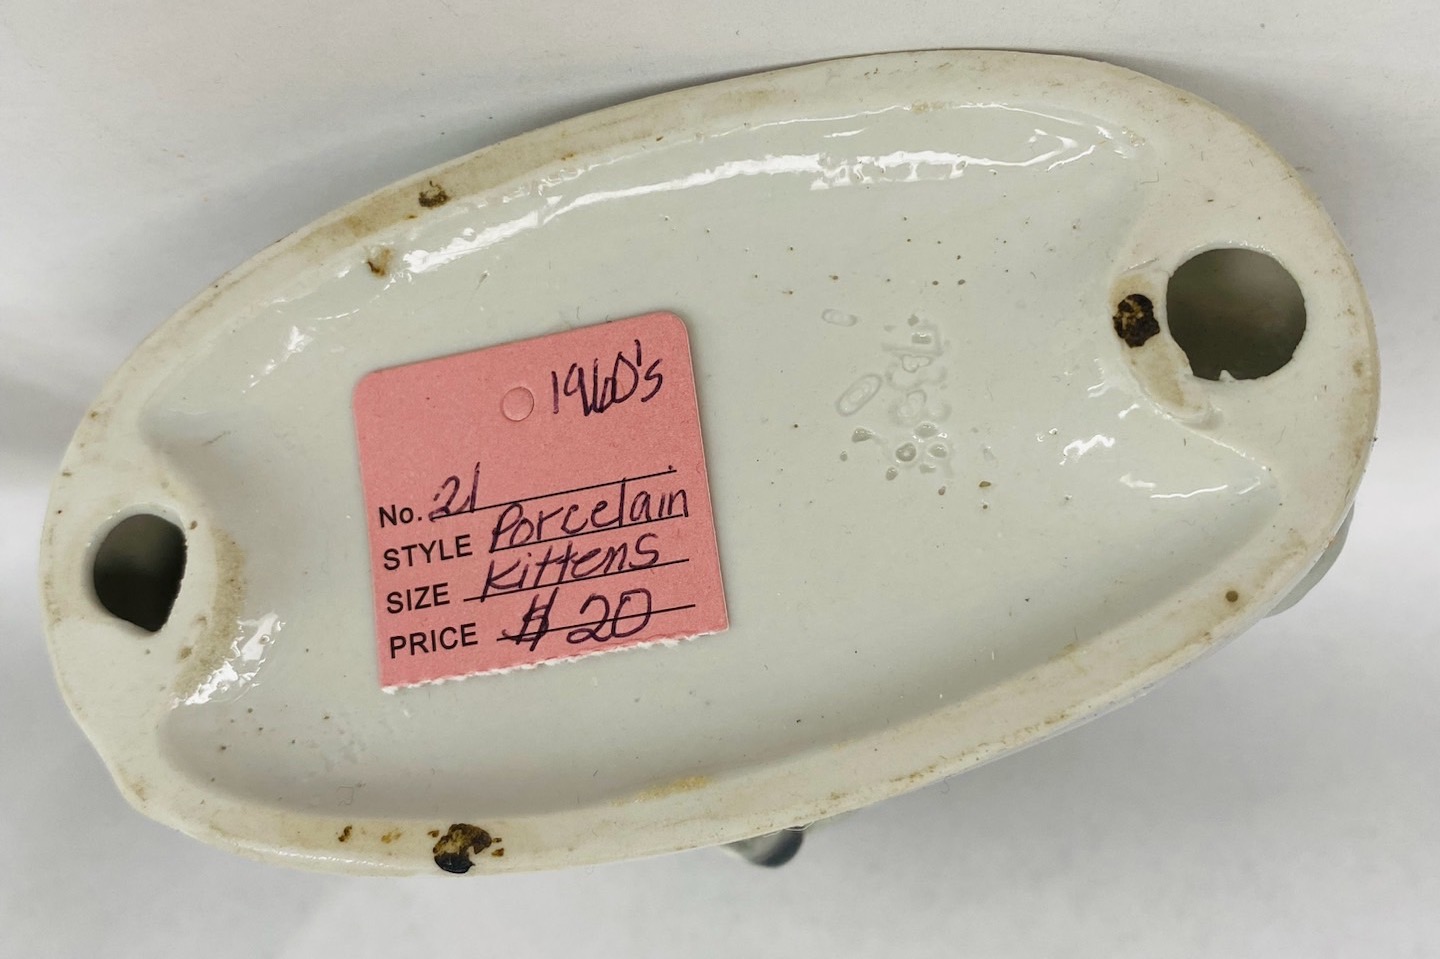 1960's
No. 21
STYLE Porcelain
SIZE Kittens
PRICE $20